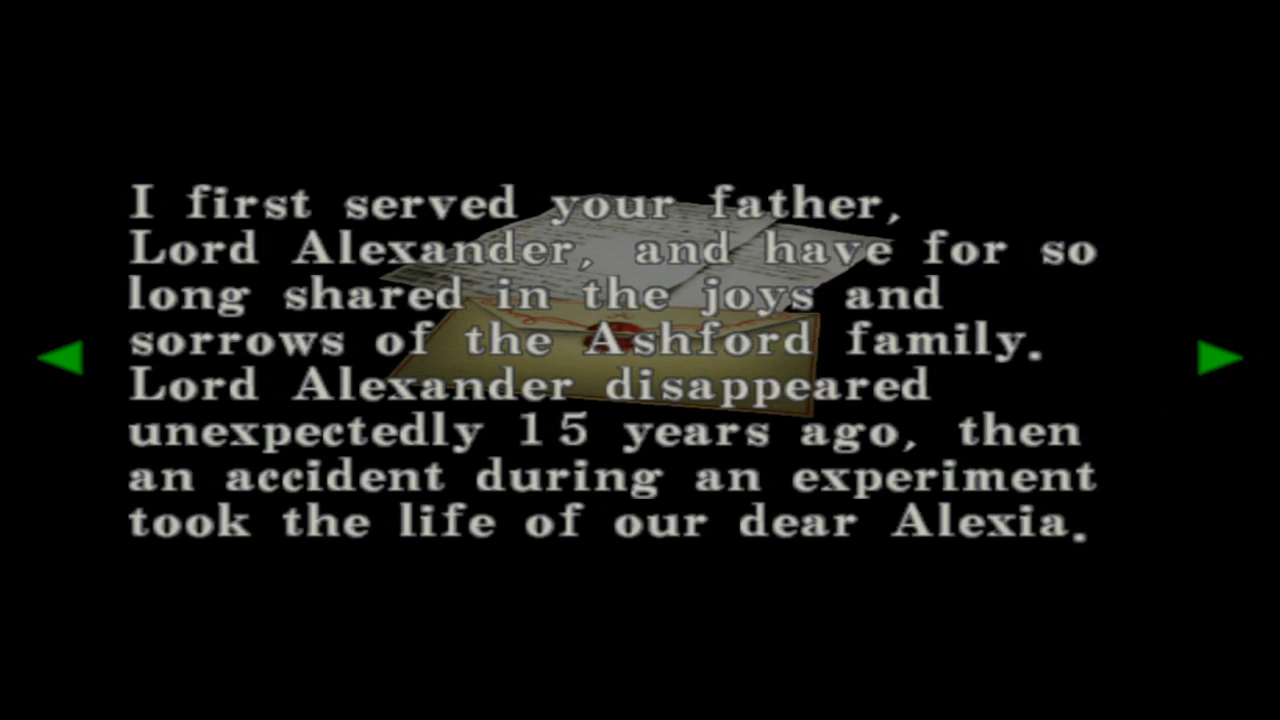 I first served your father,
Lord Alexander, and have for so
long shared in the joys and
sorrows of the Ashford family.
Lord Alexander disappeared
unexpectedly 15 years ago, then
an accident during an experiment
took the life of our dear Alexia.